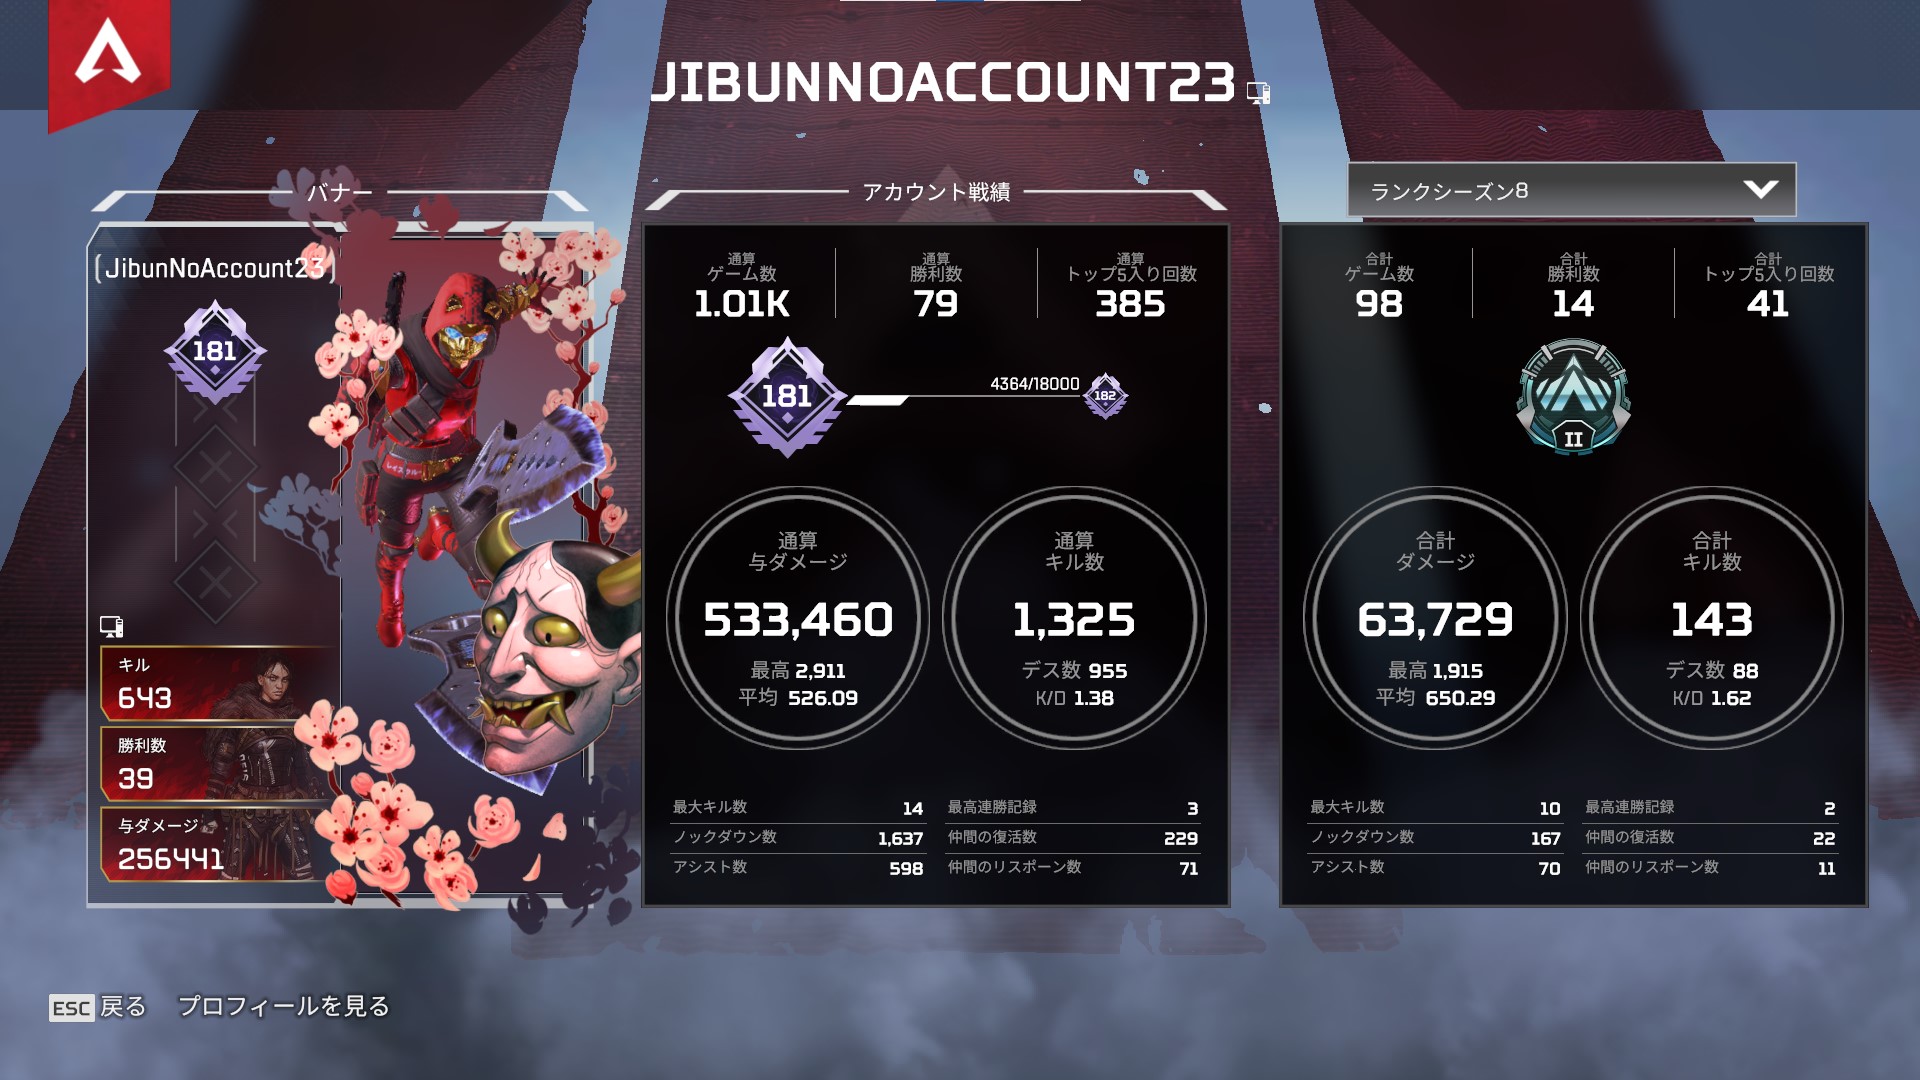 JIBUNNOACCOUNT23
バナー
(JibunNoAccount23)
181
キル
643
勝利数
39
与ダメージ
256441
アカウント戦績
通算
ゲーム数
1.01K
通算
勝利数
79
通算
トップ5入り回数
385
181
4364/18000
182
通算
与ダメージ
533,460
最高 2,911
平均 526.09
通算
キル数
1,325
デス数 955
K/D 1.38
最大キル数 14
ノックダウン数 1,637
アシスト数 598
最高連勝記録 3
仲間の復活数 229
仲間のリスポーン数 71
ランクシーズン8
合計
ゲーム数
98
合計
勝利数
14
合計
トップ5入り回数
41
II
合計
ダメージ
63,729
最高 1,915
平均 650.29
合計
キル数
143
デス数 88
K/D 1.62
最大キル数 10
ノックダウン数 167
アシスト数 70
最高連勝記録 2
仲間の復活数 22
仲間のリスポーン数 11
ESC 戻る プロフィールを見る